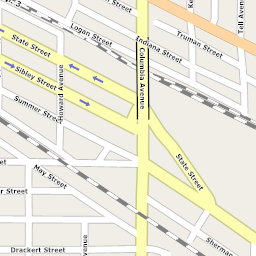 Logan Street
Indiana Street
Truman Street
State Street
Sibley Street
Howard Avenue
Columbia Avenue
Summer Street
May Street
State Street
Street
Drackert Street
Avenue